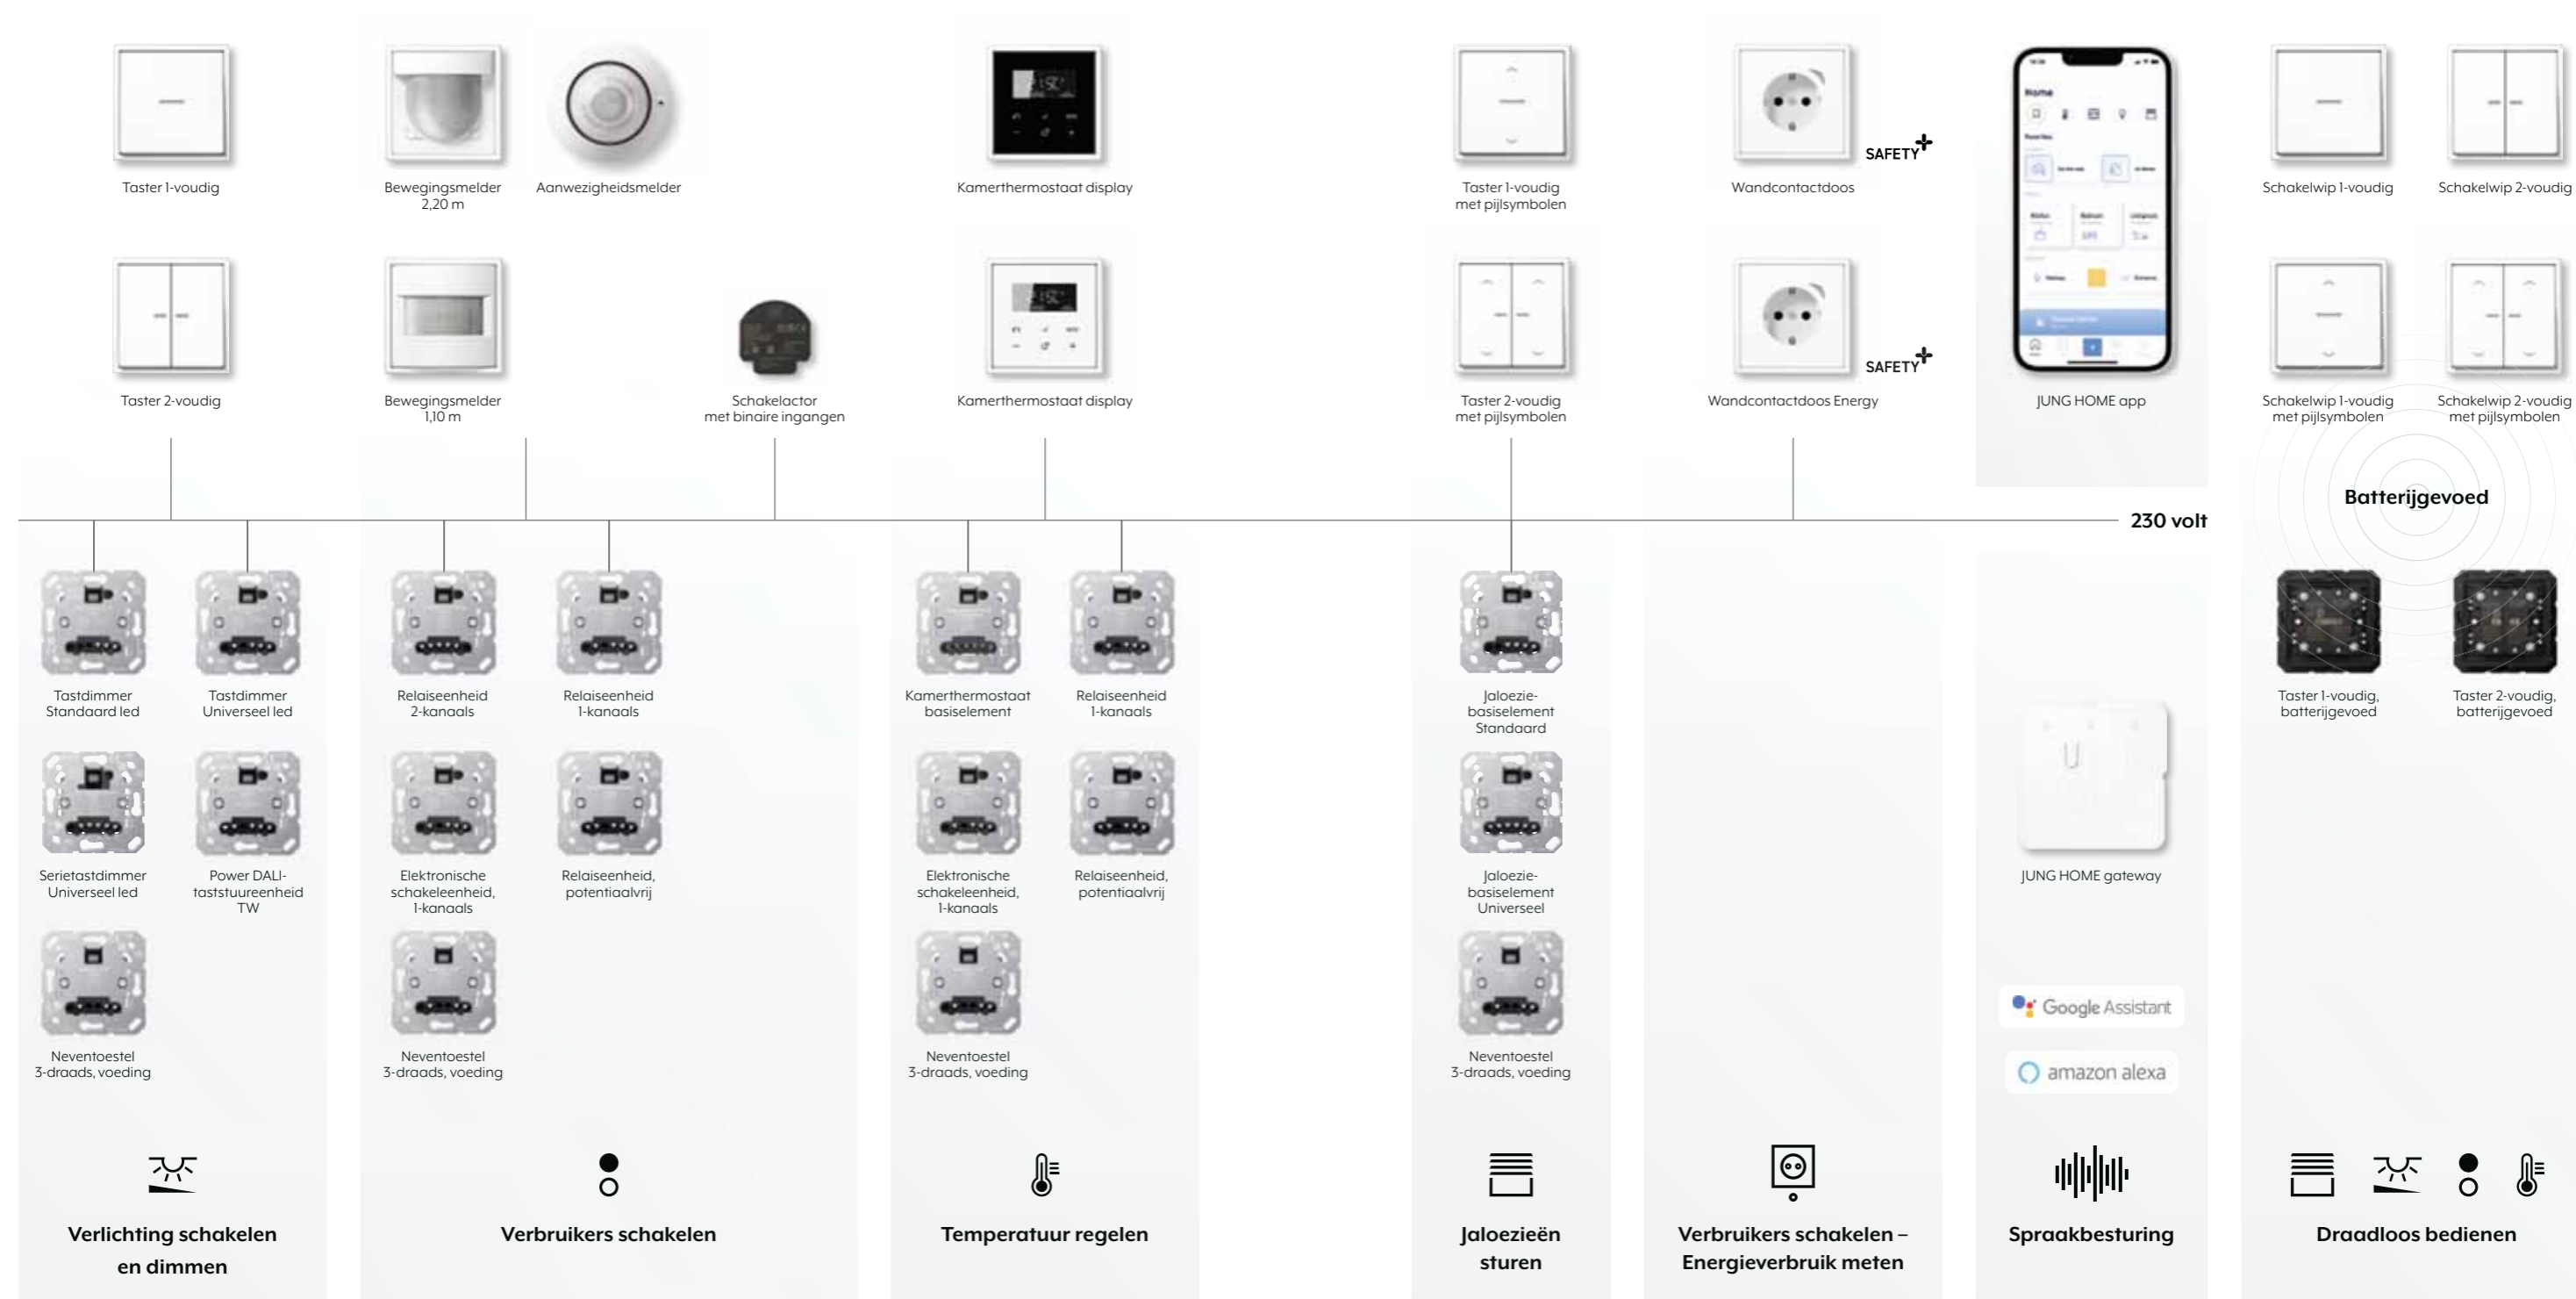 Taster 1-voudig
Bewegingsmelder
2,20 m
Aanwezigheidsmelder
Kamerthermostaat display
Taster 1-voudig
met pijlsymbolen
Wandcontactdoos
SAFETY+
Schakelwip 1-voudig
Schakelwip 2-voudig
Home
Taster 2-voudig
Bewegingsmelder
1,10 m
Schakelactor
met binaire ingangen
Kamerthermostaat display
Taster 2-voudig
met pijlsymbolen
Wandcontactdoos Energy
SAFETY+
JUNG HOME app
Schakelwip 1-voudig
met pijlsymbolen
Schakelwip 2-voudig
met pijlsymbolen
Batterijgevoed
230 volt
Tastdimmer
Standaard led
Tastdimmer
Universeel led
Relaiseenheid
2-kanaals
Relaiseenheid
1-kanaals
Kamerthermostaat
basiselement
Relaiseenheid
1-kanaals
Jaloezie-
basiselement
Standaard
Taster 1-voudig,
batterijgevoed
Taster 2-voudig,
batterijgevoed
Serietastdimmer
Universeel led
Power DALI-
taststuureenheid
TW
Elektronische
schakeleenheid,
1-kanaals
Relaiseenheid,
potentiaalvrij
Elektronische
schakeleenheid,
1-kanaals
Relaiseenheid,
potentiaalvrij
Jaloezie-
basiselement
Universeel
JUNG HOME gateway
Neventoestel
3-draads, voeding
Neventoestel
3-draads, voeding
Neventoestel
3-draads, voeding
Neventoestel
3-draads, voeding
Google Assistant
amazon alexa
Verlichting schakelen
en dimmen
Verbruikers schakelen
Temperatuur regelen
Jaloezieën
sturen
Verbruikers schakelen –
Energieverbruik meten
Spraakbesturing
Draadloos bedienen